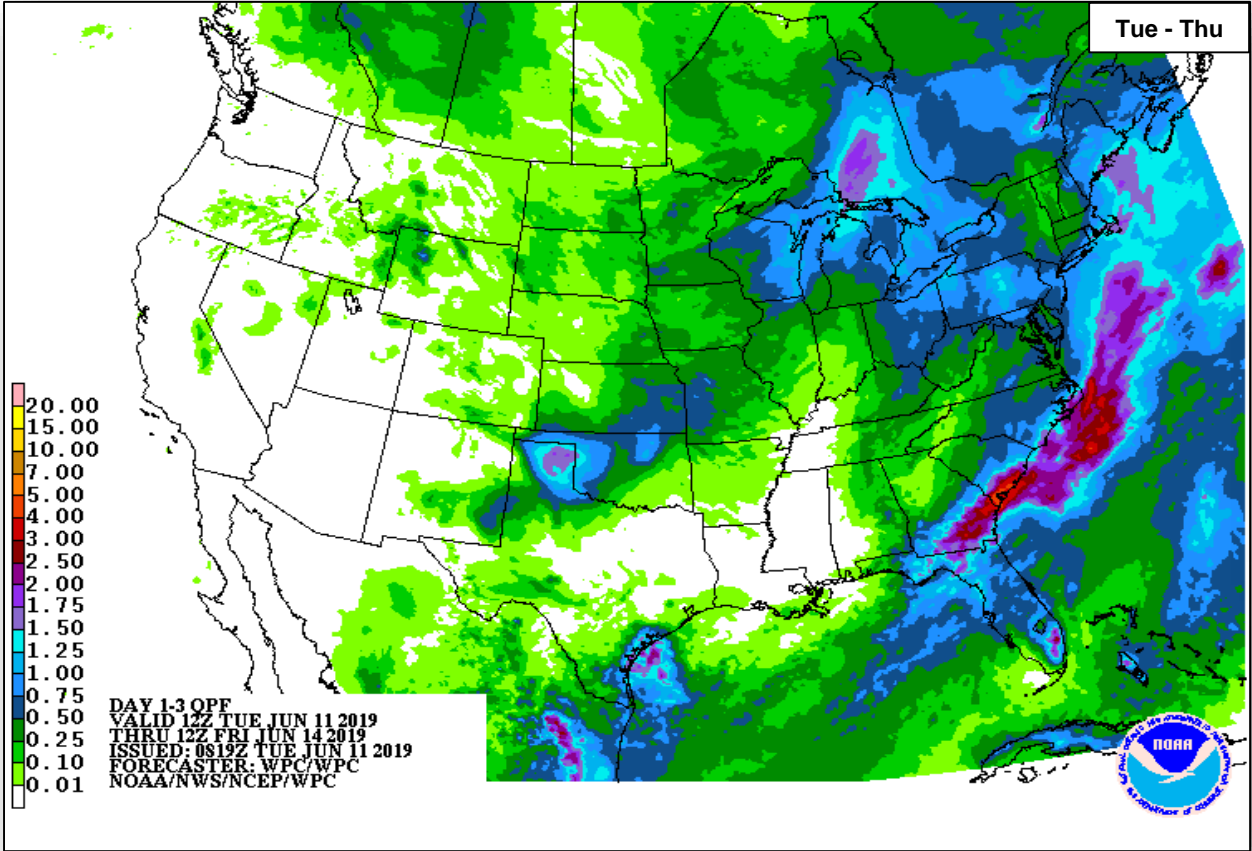 Tue - Thu
20.00
15.00
10.00
7.00
5.00
4.00
3.00
2.50
2.00
1.75
1.50
1.25
1.00
0.75
0.50
0.25
0.10
0.01
DAY 1-3 QPF
VALID 12Z TUE JUN 11 2019
THRU 12Z FRI JUN 14 2019
ISSUED: 0819Z TUE JUN 11 2019
FORECASTER: WPC/WPC
NOAA/NWS/NCEP/WPC
NOAA